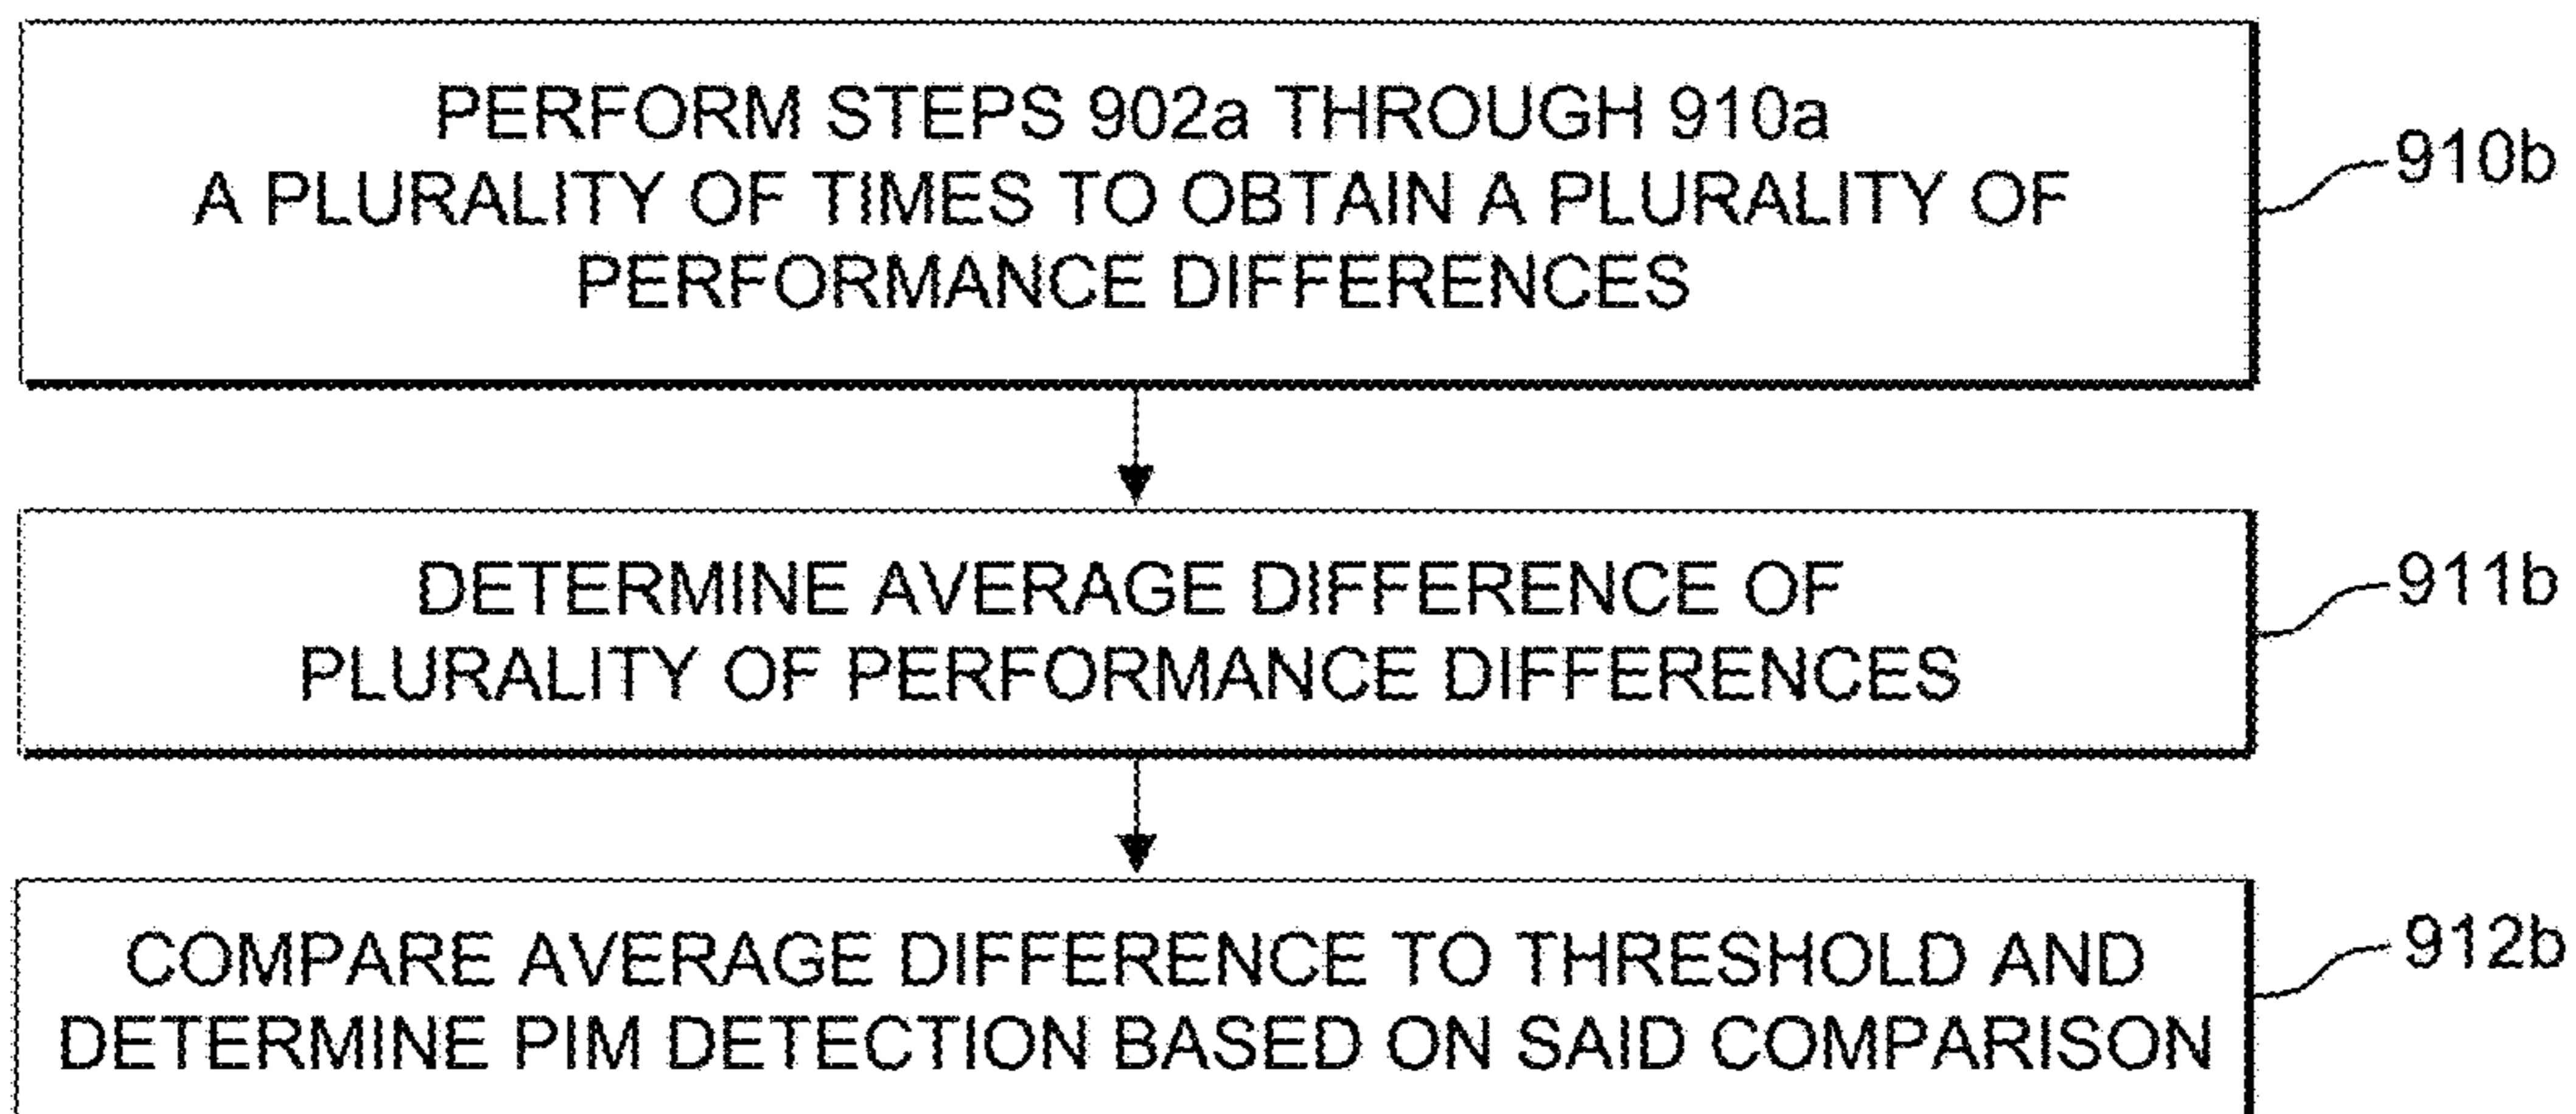 PERFORM STEPS 902a THROUGH 910a
A PLURALITY OF TIMES TO OBTAIN A PLURALITY OF
PERFORMANCE DIFFERENCES
910b
DETERMINE AVERAGE DIFFERENCE OF
PLURALITY OF PERFORMANCE DIFFERENCES
911b
COMPARE AVERAGE DIFFERENCE TO THRESHOLD AND
DETERMINE PIM DETECTION BASED ON SAID COMPARISON
912b